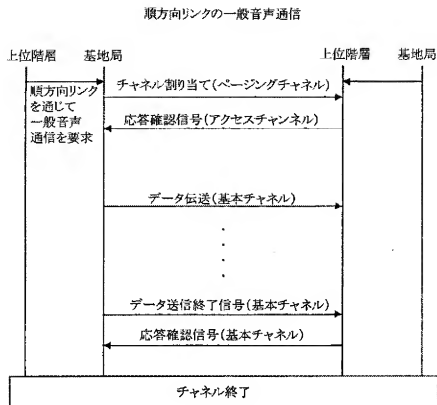 順方向リンクの一般音声通信
上位階層 基地局 上位階層 基地局
順方向リンク
を通じて
一般音声
通信を要求
チャネル割り当て(ページングチャネル)
応答確認信号(アクセスチャンネル)
データ伝送(基本チャネル)
データ送信終了信号(基本チャネル)
応答確認信号(基本チャネル)
チャネル終了